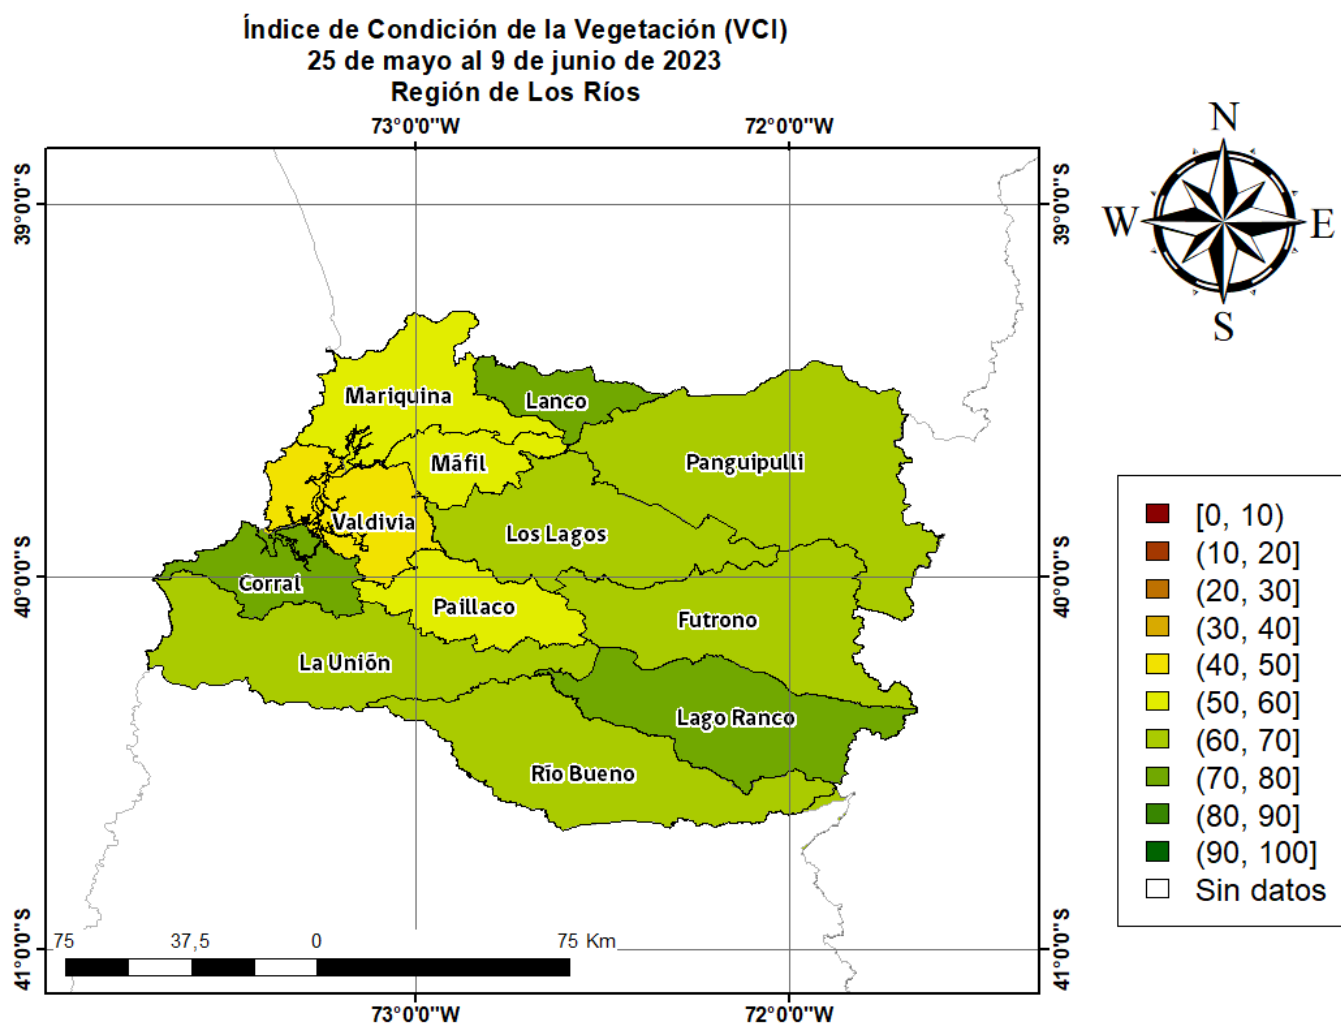 Índice de Condición de la Vegetación (VCI)
25 de mayo al 9 de junio de 2023
Región de Los Ríos
73°0'0"W
72°0'0"W
39°0'0"S
39°0'0"S
N
W
E
S
Mariquina
Lanco
Máfil
Panguipulli
Valdivia
Los Lagos
Corral
40°0'0"S
40°0'0"S
Paillaco
Futrono
La Unión
Lago Ranco
Río Bueno
[0, 10)
(10, 20]
(20, 30]
(30, 40]
(40, 50]
(50, 60]
(60, 70]
(70, 80]
(80, 90]
(90, 100]
Sin datos
75 37,5 0 75 Km
41°0'0"S
41°0'0"S
73°0'0"W
72°0'0"W